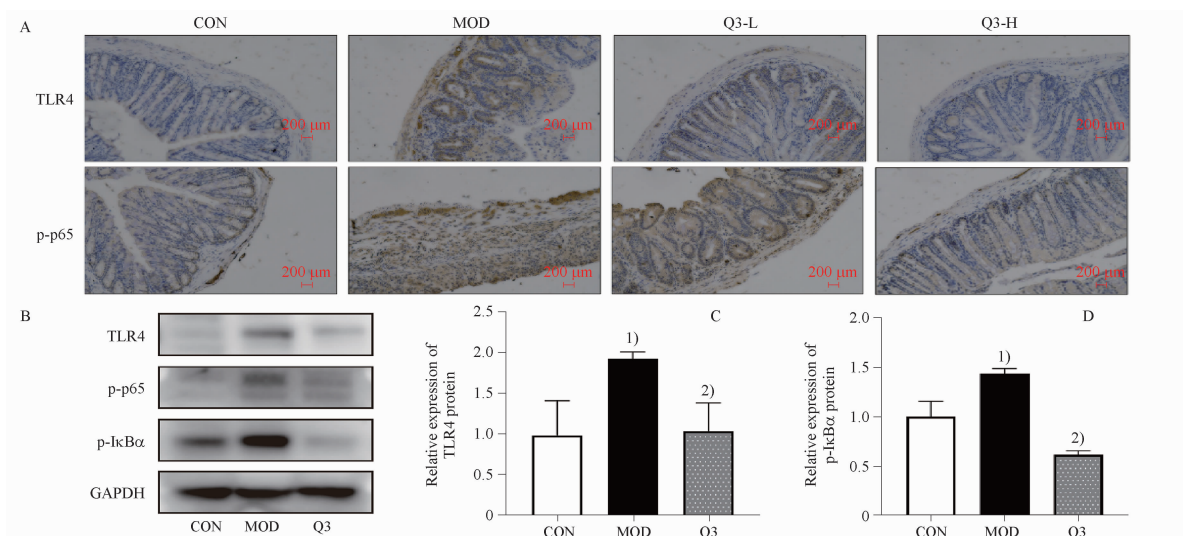 A
CON MOD Q3-L Q3-H
TLR4
200 μm 200 μm 200 μm 200 μm
p-p65
200 μm 200 μm 200 μm 200 μm
B
TLR4
p-p65
p-IκBα
GAPDH
CON MOD Q3
C
Relative expression of
TLR4 protein
2.5
2.0
1.5
1.0
0.5
0
1)
2)
CON MOD Q3
D
Relative expression of
p-IκBα protein
2.0
1.5
1.0
0.5
0
1)
2)
CON MOD Q3